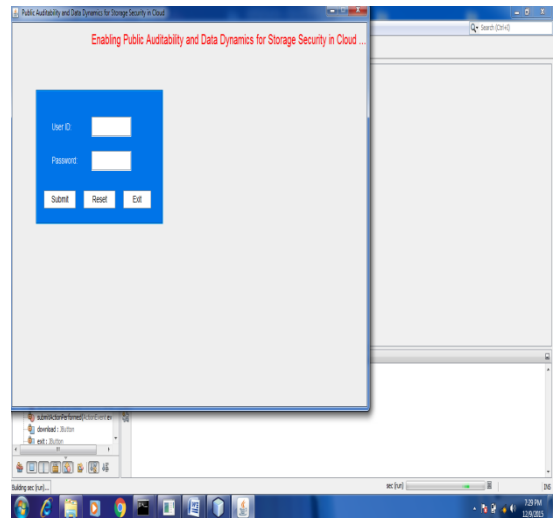 Public Auditability and Data Dynamics for Storage Security in Cloud
Search (Ctrl+I)
Enabling Public Auditability and Data Dynamics for Storage Security in Cloud ...
User ID:
Password:
Submit Reset Exit
submitActionPerformed(ActionEvent ev
download : JButton
exit : JButton
Building sec (run)...
sec (run)
INS
7:29 PM
12/9/2015